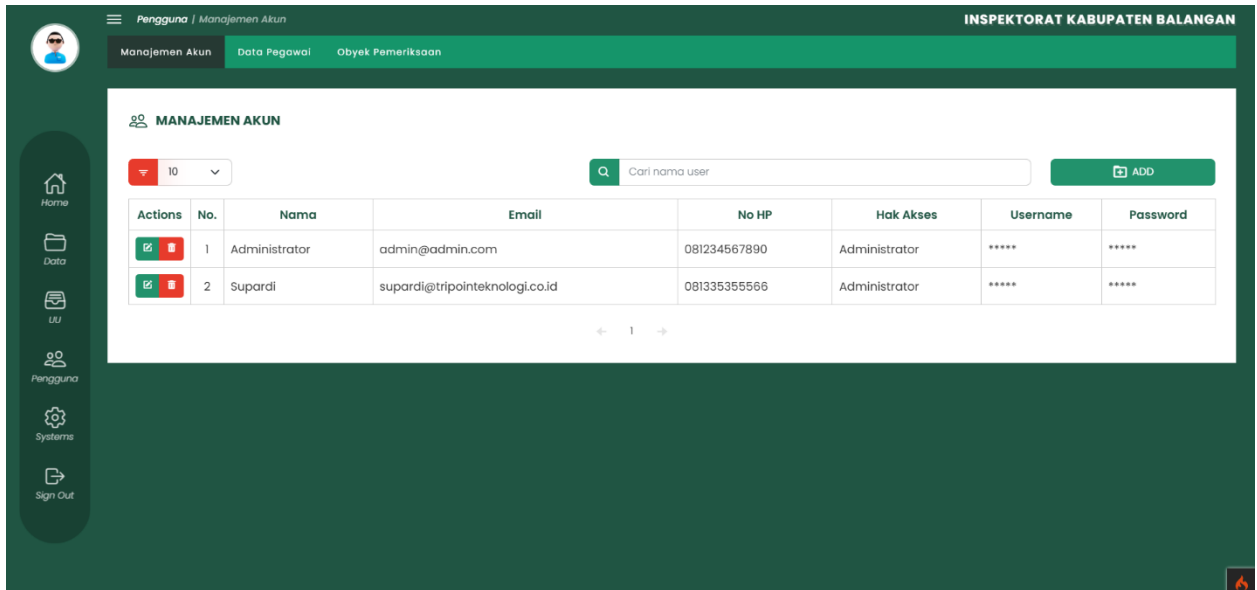 Pengguna | Manajemen Akun
INSPEKTORAT KABUPATEN BALANGAN
Manajemen Akun Data Pegawai Obyek Pemeriksaan
MANAJEMEN AKUN
10
Cari nama user
ADD
Actions No. Nama Email No HP Hak Akses Username Password
1 Administrator admin@admin.com 081234567890 Administrator ***** *****
2 Supardi supardi@tripointeknologi.co.id 081335355566 Administrator ***** *****
← 1 →
Home
Data
UU
Pengguna
Systems
Sign Out